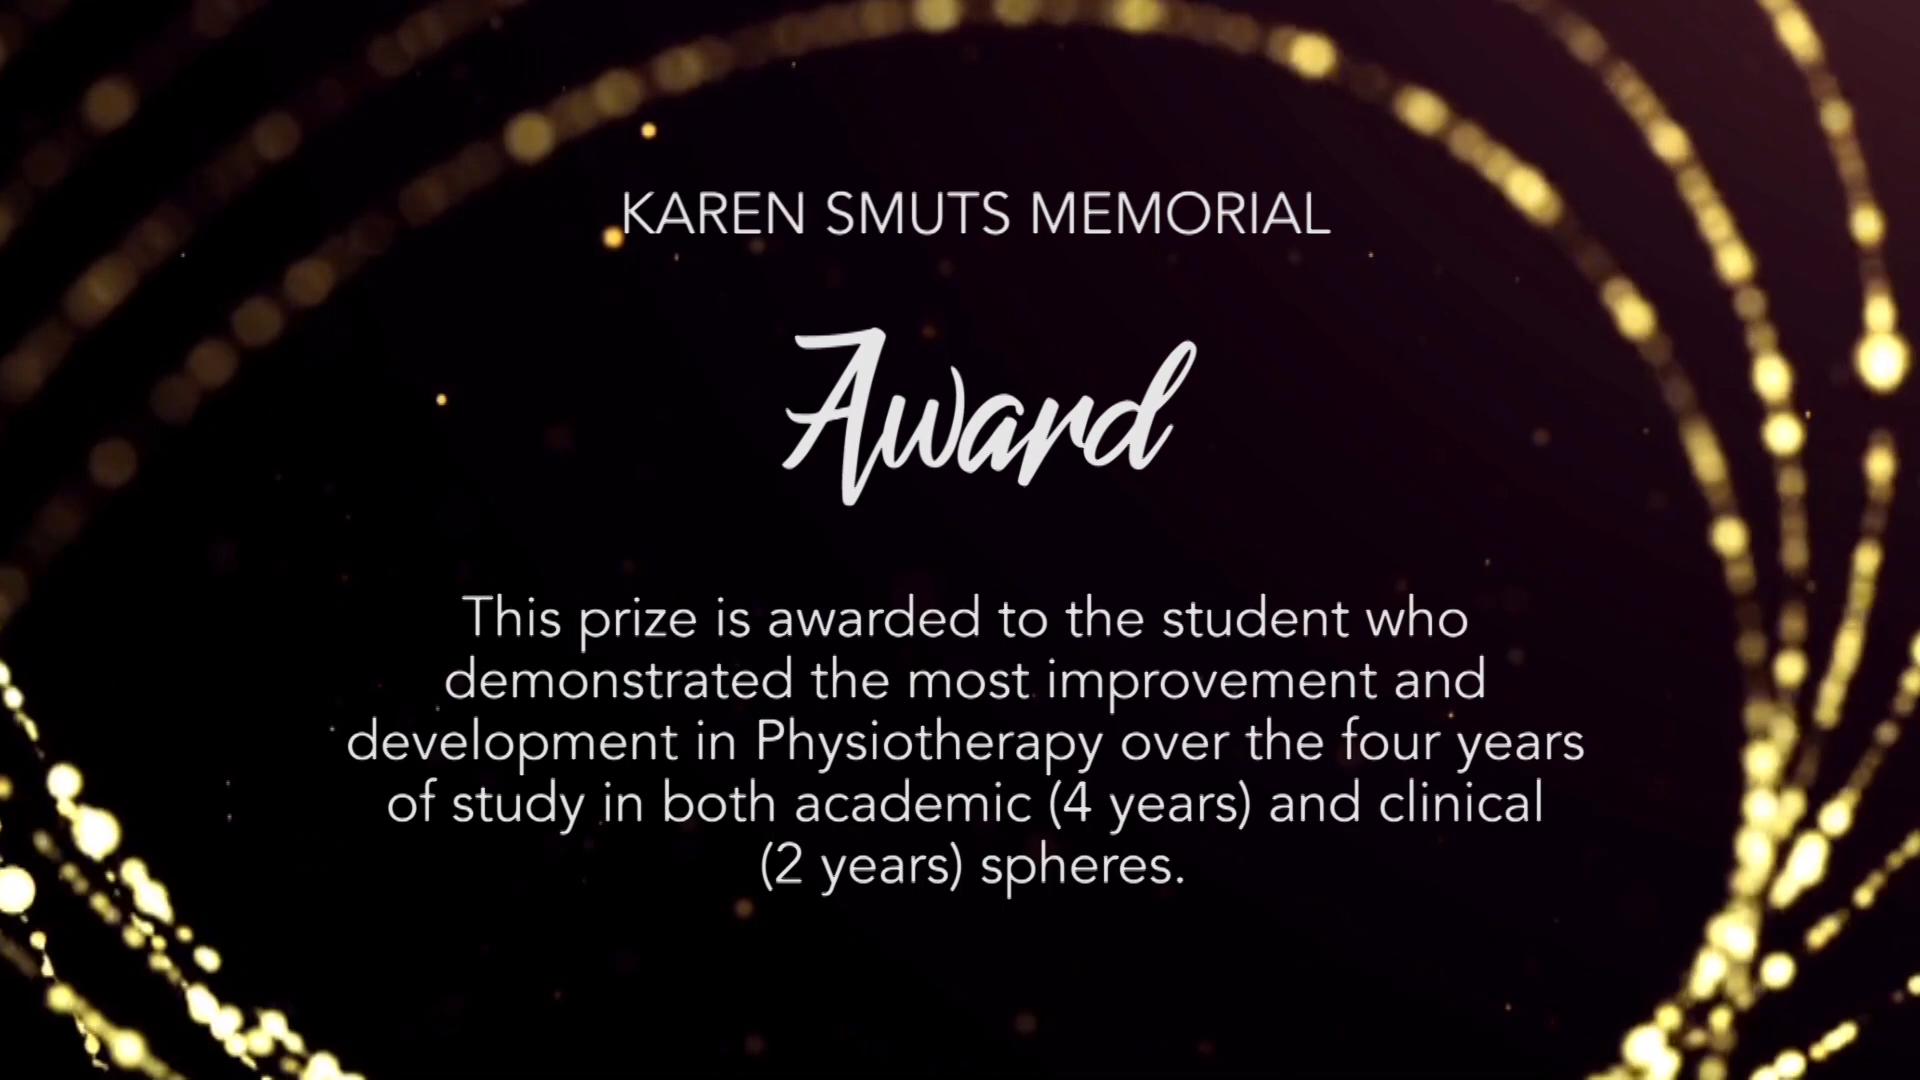 KAREN SMUTS MEMORIAL
Award
This prize is awarded to the student who
demonstrated the most improvement and
development in Physiotherapy over the four years
of study in both academic (4 years) and clinical
(2 years) spheres.